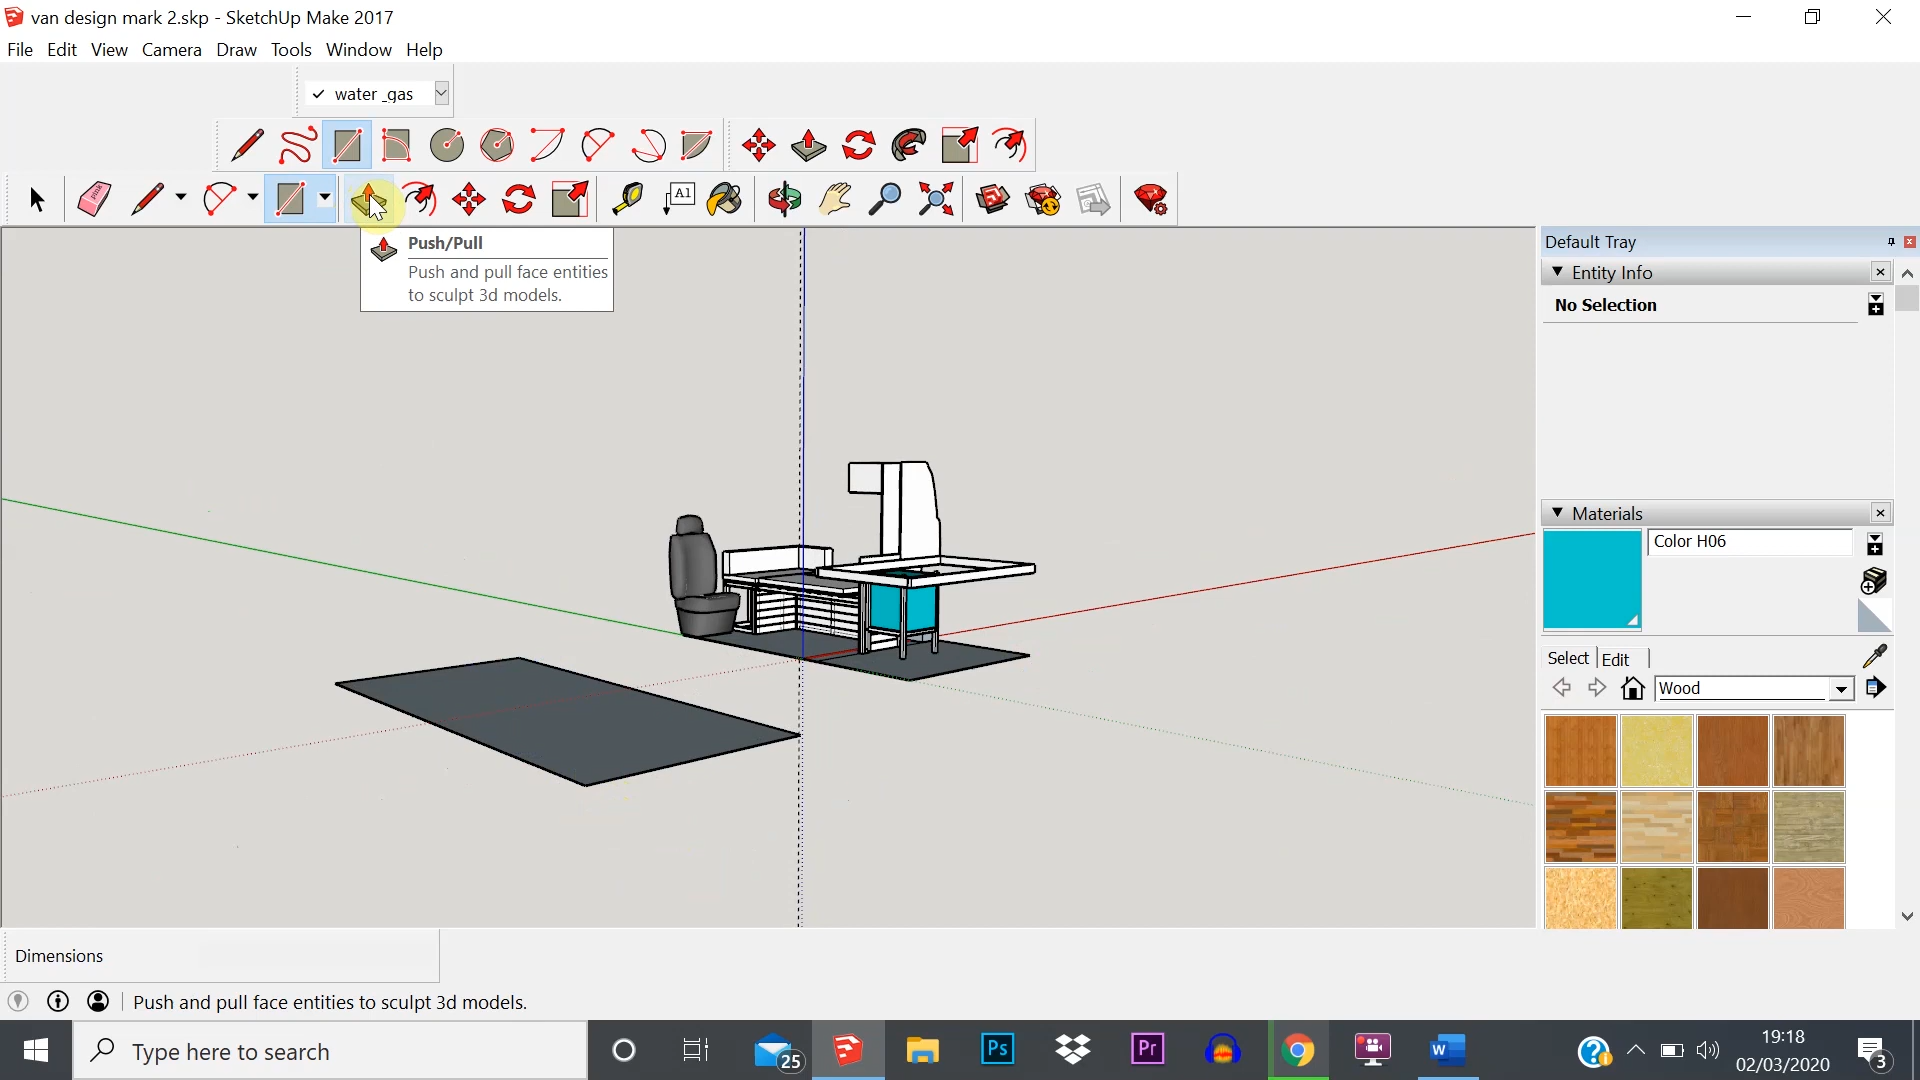 van design mark 2.skp - SketchUp Make 2017
File Edit View Camera Draw Tools Window Help
water _gas
A1
Push/Pull
Push and pull face entities
to sculpt 3d models.
Default Tray
Entity Info
No Selection
Materials
Color H06
Select Edit
Wood
Dimensions
Push and pull face entities to sculpt 3d models.
Type here to search
25
Ps
Pr
W
19:18
02/03/2020
3